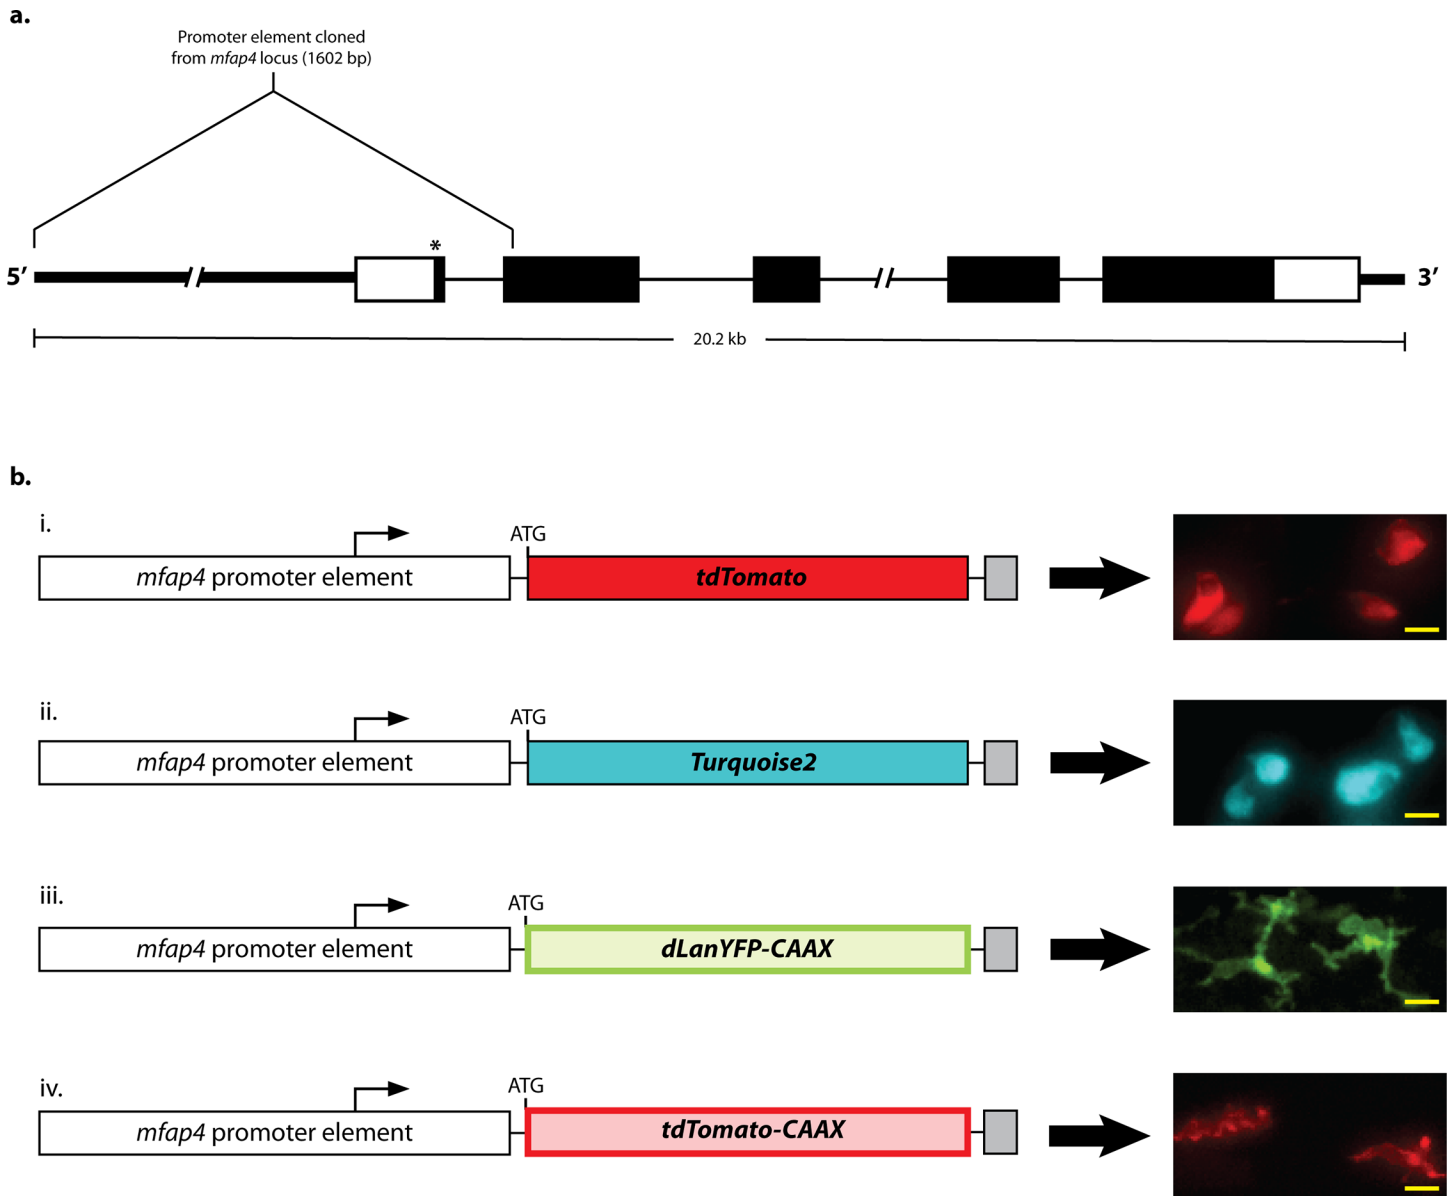 a.
Promoter element cloned
from mfap4 locus (1602 bp)
*
5′
3′
20.2 kb
b.
i.
ATG
mfap4 promoter element
tdTomato
ii.
ATG
mfap4 promoter element
Turquoise2
iii.
ATG
mfap4 promoter element
dLanYFP-CAAX
iv.
ATG
mfap4 promoter element
tdTomato-CAAX